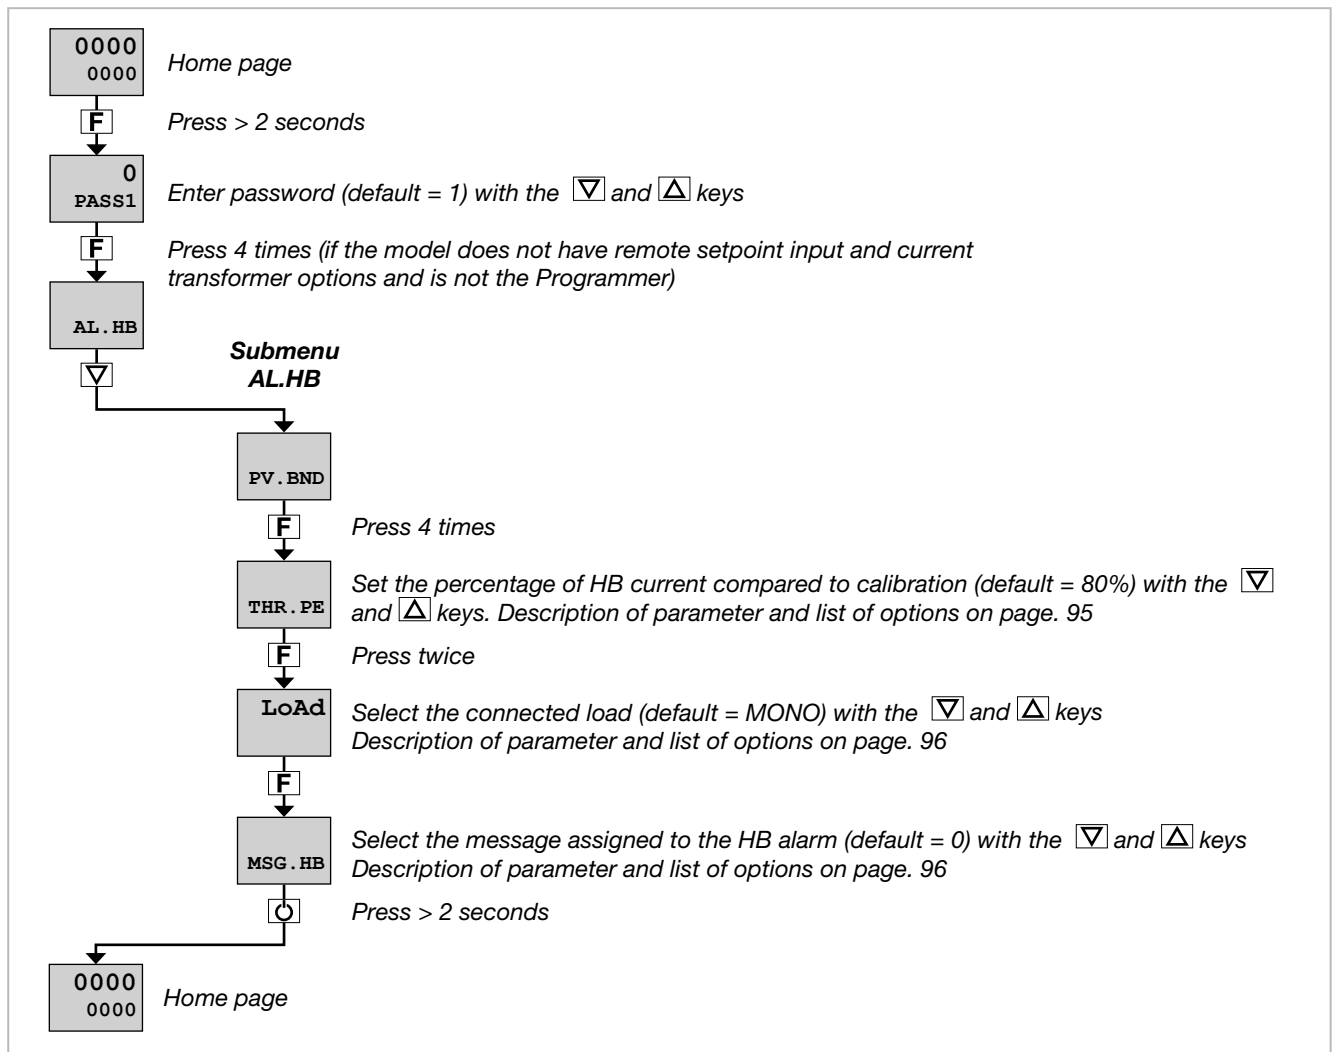 0000
0000
Home page
F
Press > 2 seconds
0
PASS1
Enter password (default = 1) with the ▽ and △ keys
F
Press 4 times (if the model does not have remote setpoint input and current
transformer options and is not the Programmer)
AL.HB
Submenu
AL.HB
PV.BND
F
Press 4 times
THR.PE
Set the percentage of HB current compared to calibration (default = 80%) with the ▽
and △ keys. Description of parameter and list of options on page. 95
F
Press twice
LoAd
Select the connected load (default = MONO) with the ▽ and △ keys
Description of parameter and list of options on page. 96
F
MSG.HB
Select the message assigned to the HB alarm (default = 0) with the ▽ and △ keys
Description of parameter and list of options on page. 96
Press > 2 seconds
0000
0000
Home page